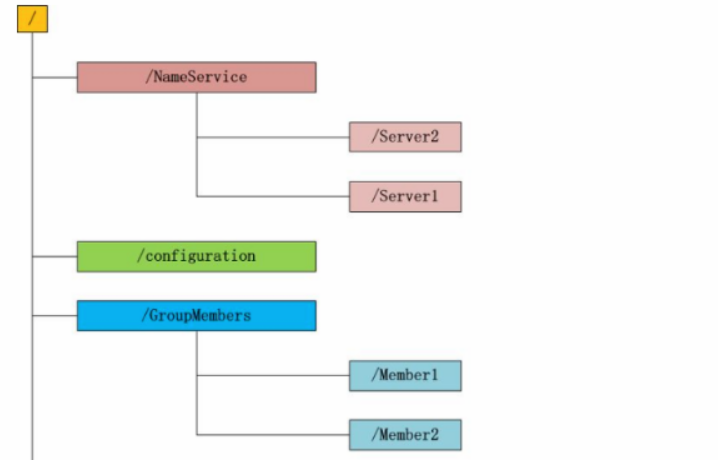 /
/NameService
/Server2
/Server1
/configuration
/GroupMembers
/Member1
/Member2